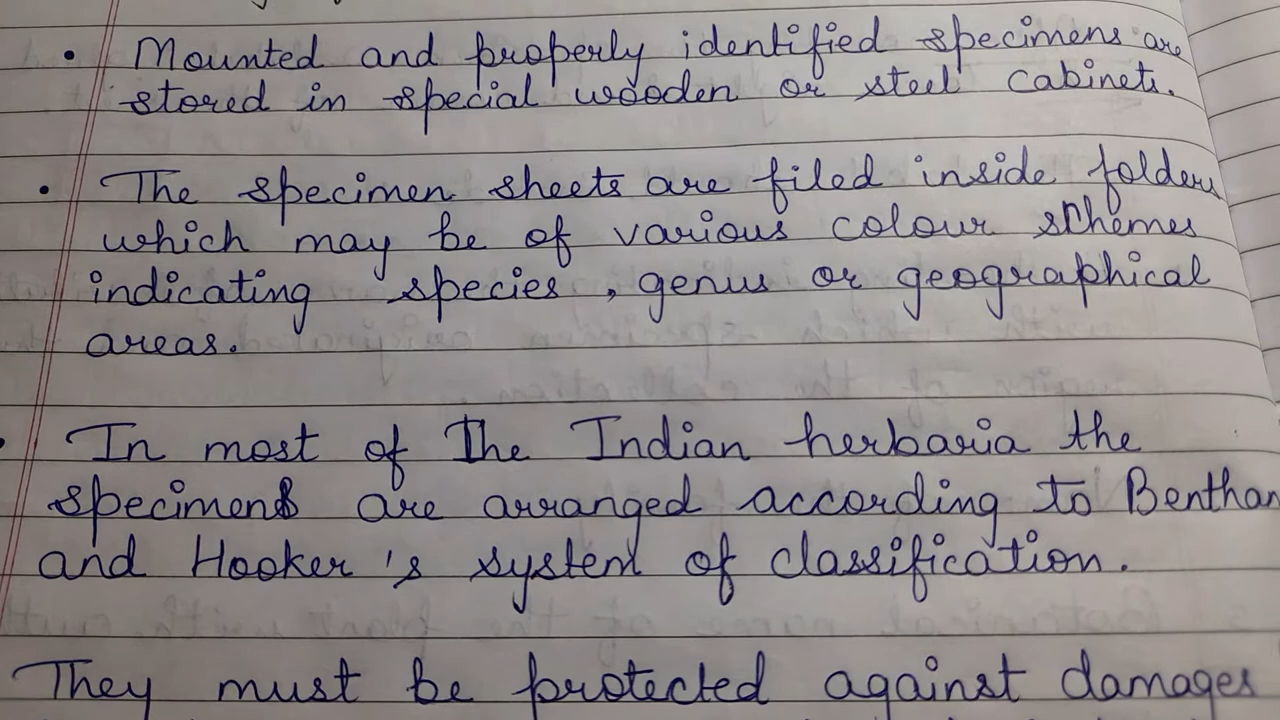 • Mounted and properly identified specimens are
stored in special wooden or steel cabinets.
• The specimen sheets are filed inside folders
which may be of various colour schemes
indicating species, genus or geographical
areas.
• In most of the Indian herbaria the
specimens are arranged according to Bentham
and Hooker's system of classification.
They must be protected against damages